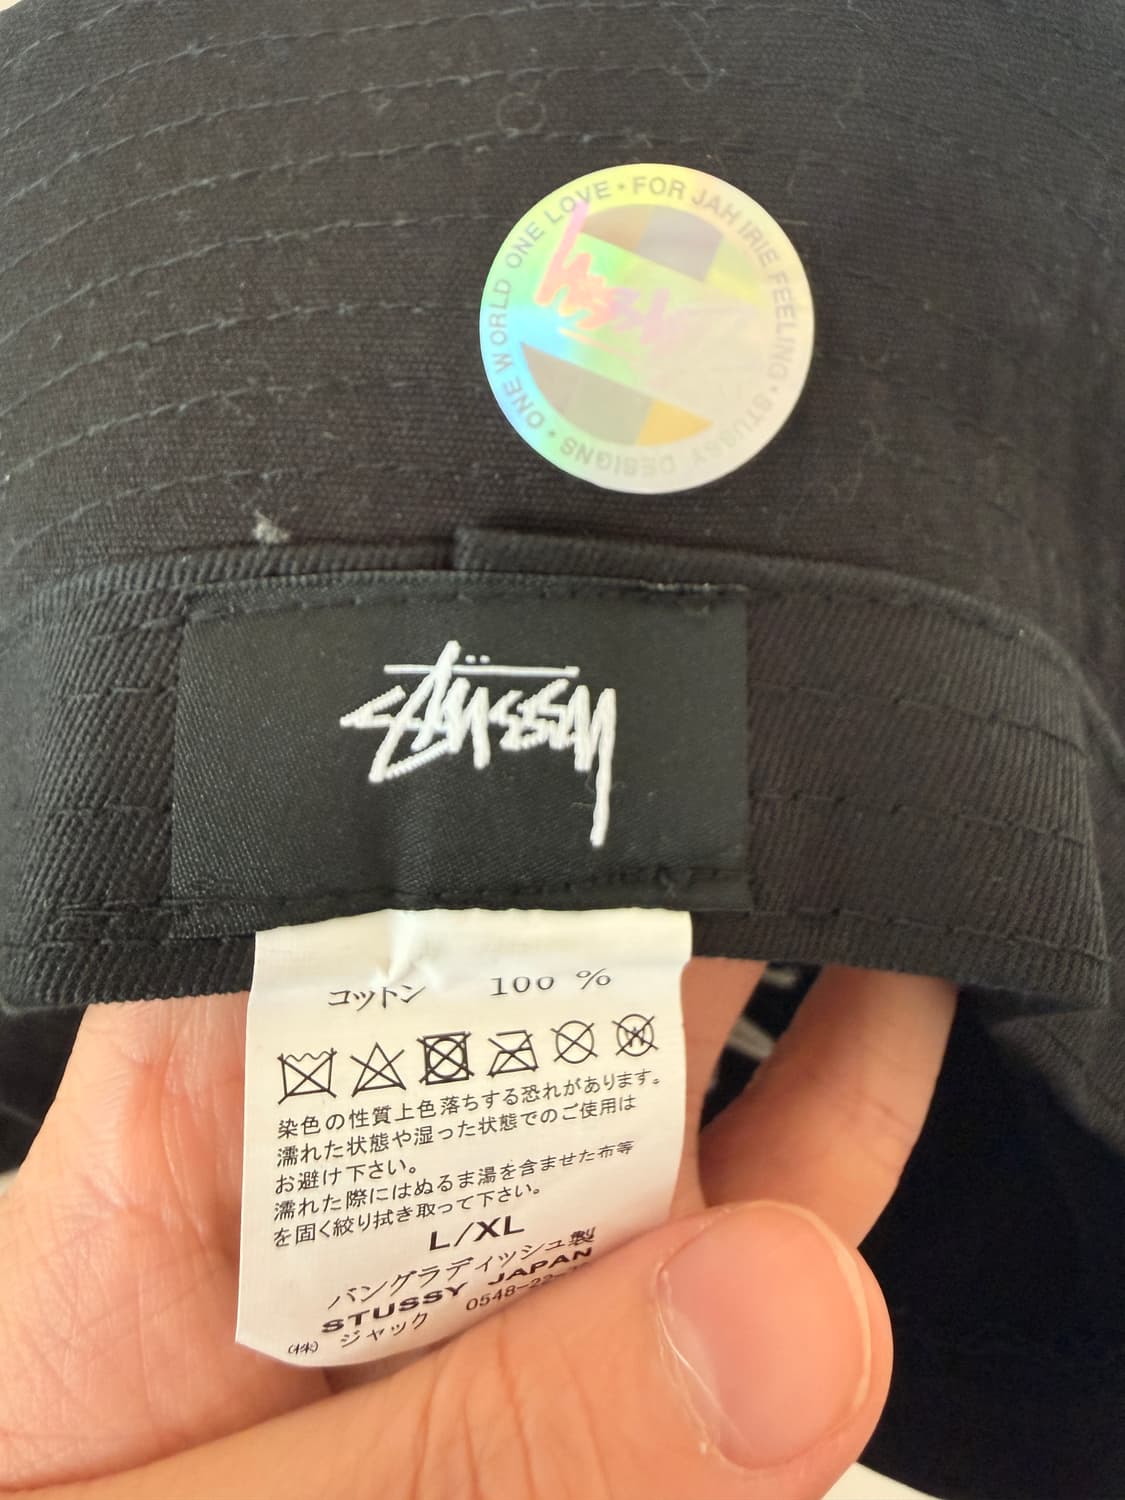 ONE WORLD ONE LOVE • FOR JAH IRIE FEELING • STUSSY DESIGNS •
Stüssy
Stüssy
コットン 100 %
W
染色の性質上色落ちする恐れがあります。
濡れた状態や湿った状態でのご使用は
お避け下さい。
濡れた際にはぬるま湯を含ませた布等
を固く絞り拭き取って下さい。
L/XL
バングラディッシュ製
STUSSY JAPAN
(株) ジャック 0548-22-